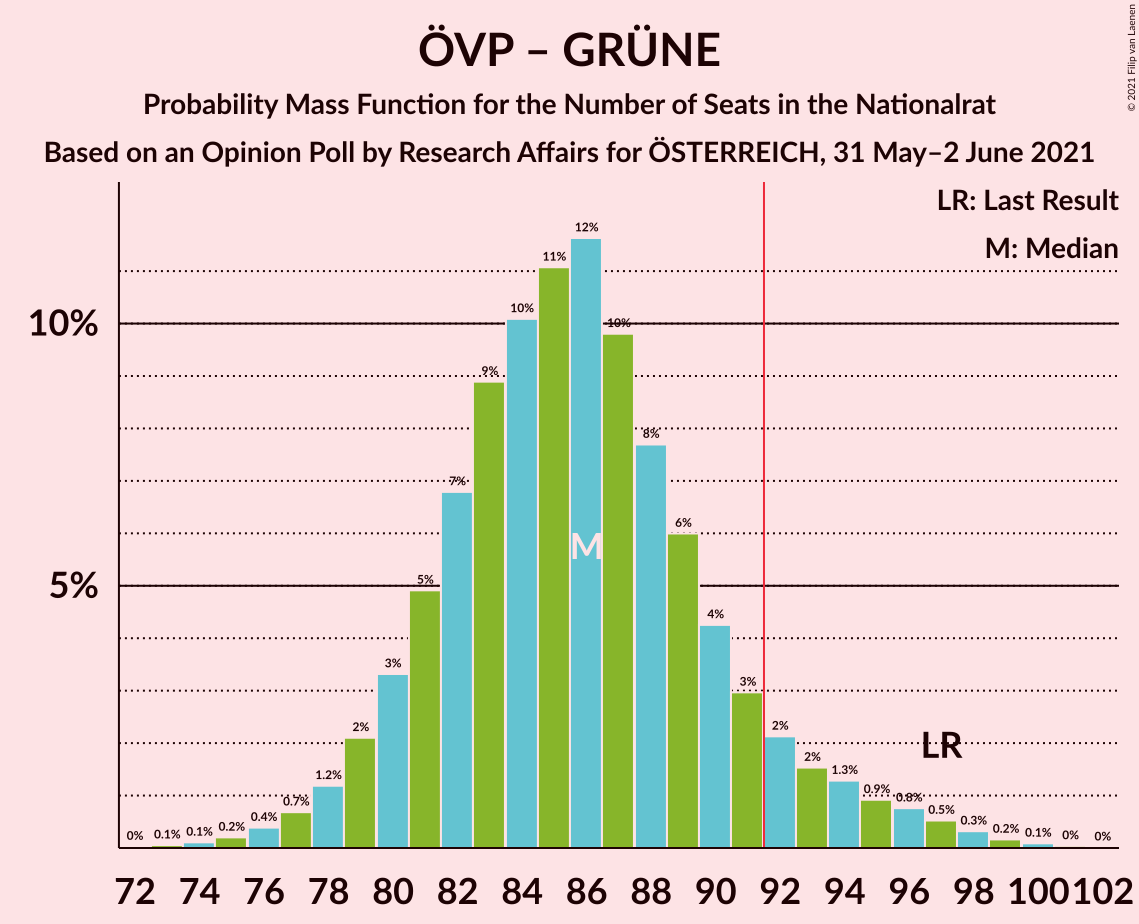 ÖVP – GRÜNE
Probability Mass Function for the Number of Seats in the Nationalrat
Based on an Opinion Poll by Research Affairs for ÖSTERREICH, 31 May–2 June 2021
© 2021 Filip van Laenen
LR: Last Result
M: Median
10%
5%
0% 0.1% 0.1% 0.2% 0.4% 0.7% 1.2% 2% 3% 5% 7% 9% 10% 11% 12% 10% 8% 6% 4% 3% 2% 2% 1.3% 0.9% 0.8% 0.5% 0.3% 0.2% 0.1% 0% 0%
M
LR
72 74 76 78 80 82 84 86 88 90 92 94 96 98 100 102